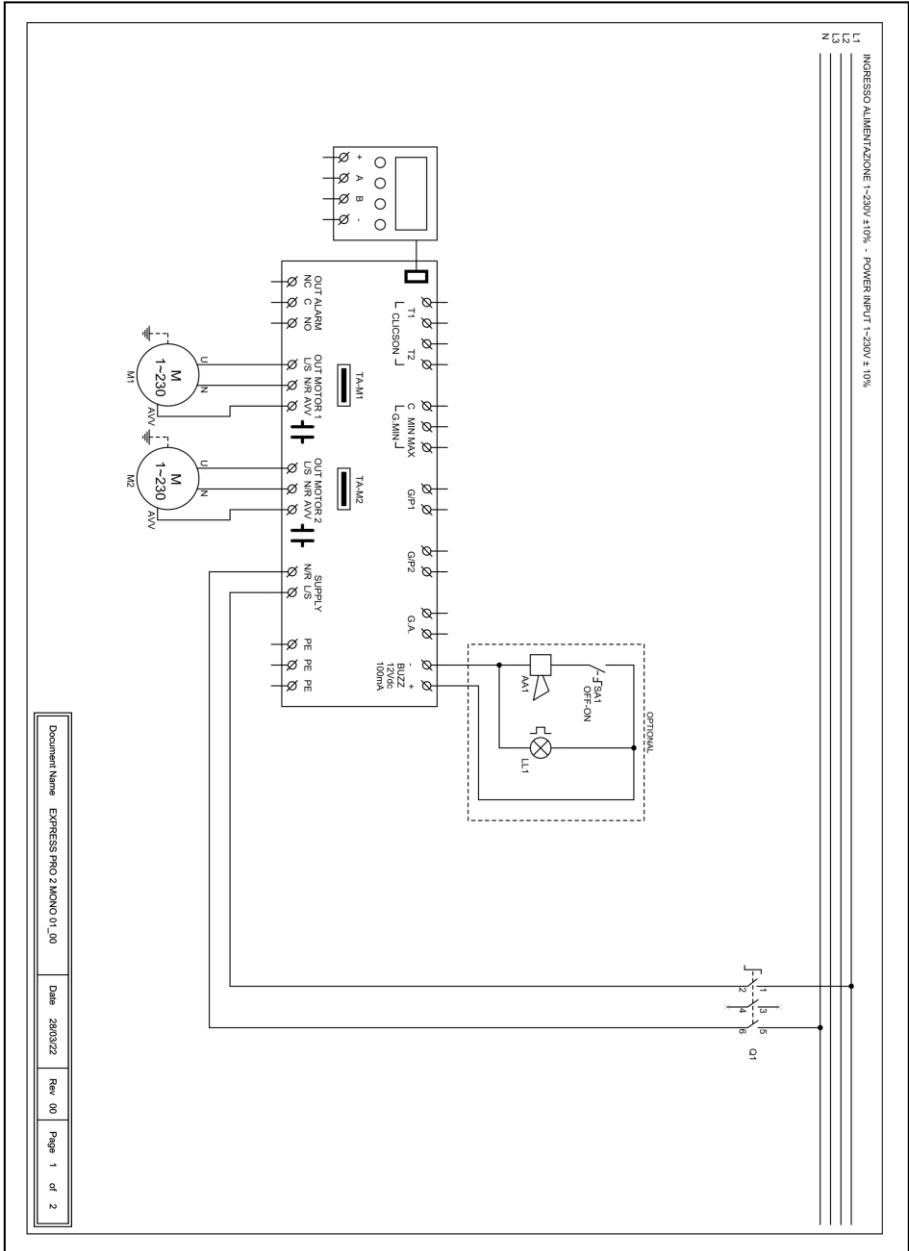 INGRESSO ALIMENTAZIONE 1~230V ±10% - POWER INPUT 1~230V ± 10%
L1
L2
L3
N
1 3 5
2 4 6
Q1
OPTIONAL
SA1
OFF-ON
AA1
LL1
+ A B -
T1 T2
CLICSON
C MIN MAX
G.MIN
G/P1
G/P2
G.A.
- +
BUZZ
12Vdc
100mA
TA-M1
TA-M2
OUT ALARM
NC C NO
OUT MOTOR 1
L/S N/R AVV
OUT MOTOR 2
L/S N/R AVV
SUPPLY
N/R L/S
PE PE PE
U N
M
1~230
M1
AVV
U N
M
1~230
M2
AVV
Document Name EXPRESS PRO 2 MONO 01_00 Date 28/03/22 Rev 00 Page 1 of 2